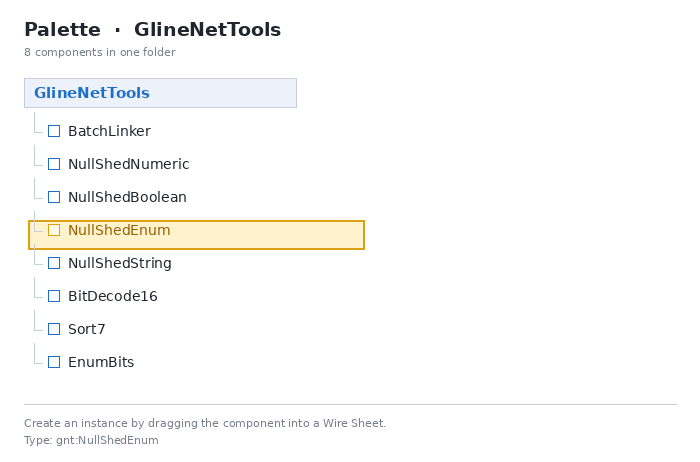 Palette · GlineNetTools
8 components in one folder
GlineNetTools
BatchLinker
NullShedNumeric
NullShedBoolean
NullShedEnum
NullShedString
BitDecode16
Sort7
EnumBits
Create an instance by dragging the component into a Wire Sheet.
Type: gnt:NullShedEnum